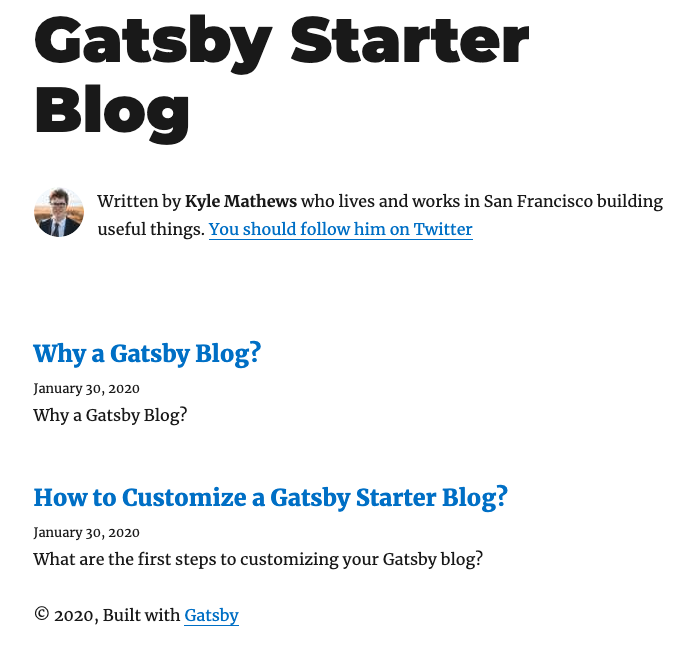 Gatsby Starter
Blog
Written by Kyle Mathews who lives and works in San Francisco building
useful things. You should follow him on Twitter
Why a Gatsby Blog?
January 30, 2020
Why a Gatsby Blog?
How to Customize a Gatsby Starter Blog?
January 30, 2020
What are the first steps to customizing your Gatsby blog?
© 2020, Built with Gatsby